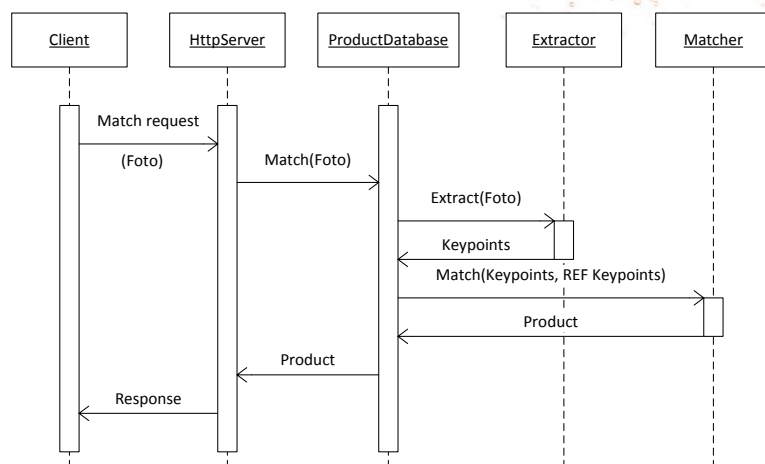 Client
HttpServer
ProductDatabase
Extractor
Matcher
Match request
(Foto)
Match(Foto)
Extract(Foto)
Keypoints
Match(Keypoints, REF Keypoints)
Product
Product
Response